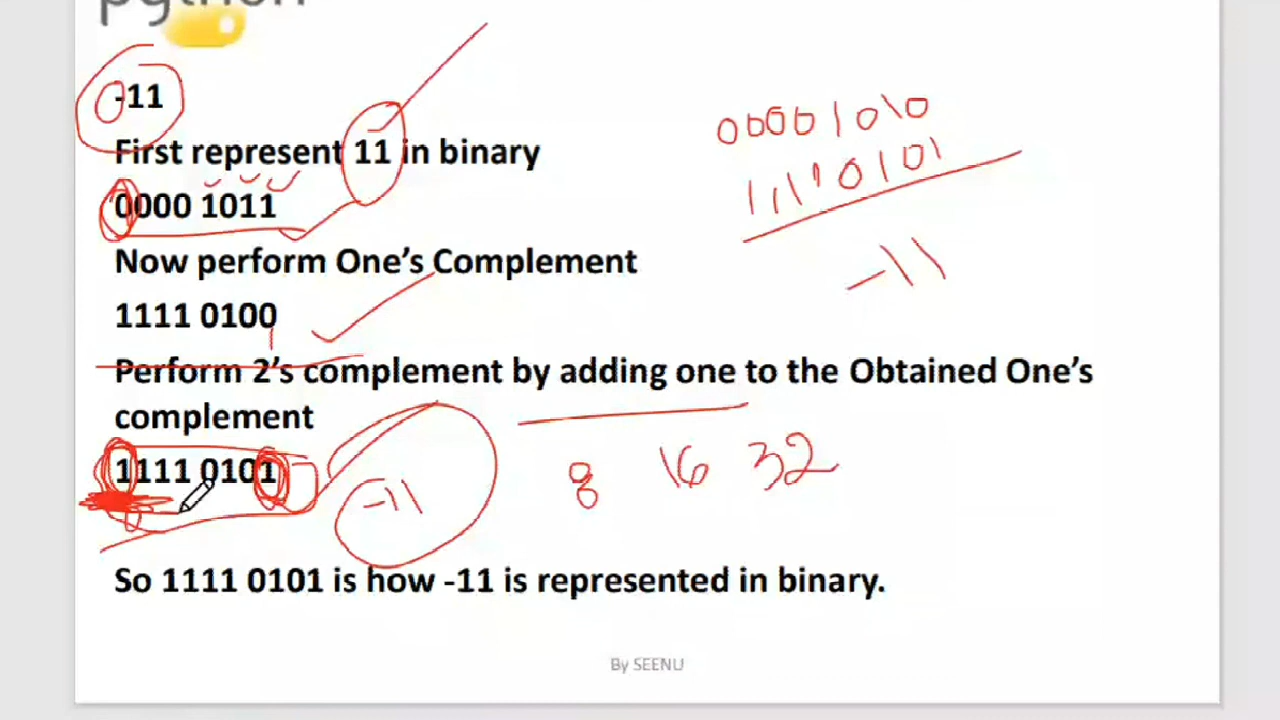 python
-11
First represent 11 in binary
0000 1011
Now perform One's Complement
1111 0100
1
Perform 2's complement by adding one to the Obtained One's
complement
1111 0101
So 1111 0101 is how -11 is represented in binary.
00001010
11110101
-11
8 16 32
-11
By SEENU